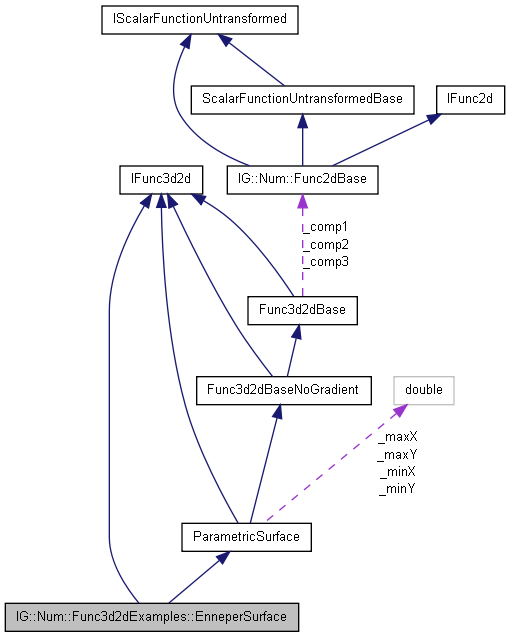 IScalarFunctionUntransformed
ScalarFunctionUntransformedBase
IFunc2d
IFunc3d2d
IG::Num::Func2dBase
_comp1
_comp2
_comp3
Func3d2dBase
Func3d2dBaseNoGradient
double
_maxX
_maxY
_minX
_minY
ParametricSurface
IG::Num::Func3d2dExamples::EnneperSurface